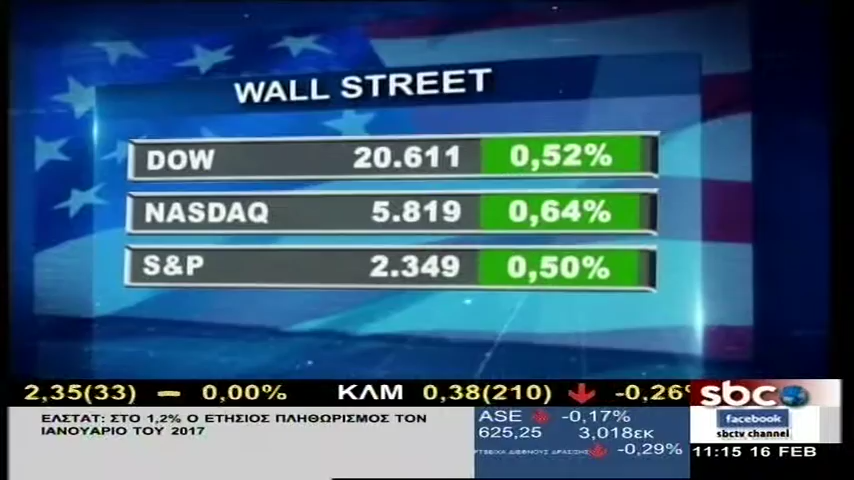 WALL STREET
DOW 20.611 0,52%
NASDAQ 5.819 0,64%
S&P 2.349 0,50%
2,35(33) 0,00% ΚΛΜ 0,38(210) -0,26%
sbc
facebook
sbctv channel
ΕΛΣΤΑΤ: ΣΤΟ 1,2% Ο ΕΤΗΣΙΟΣ ΠΛΗΘΩΡΙΣΜΟΣ ΤΟΝ
ΙΑΝΟΥΑΡΙΟ ΤΟΥ 2017
ASE -0,17%
625,25 3,018εκ
-0,29%
11:15 16 FEB